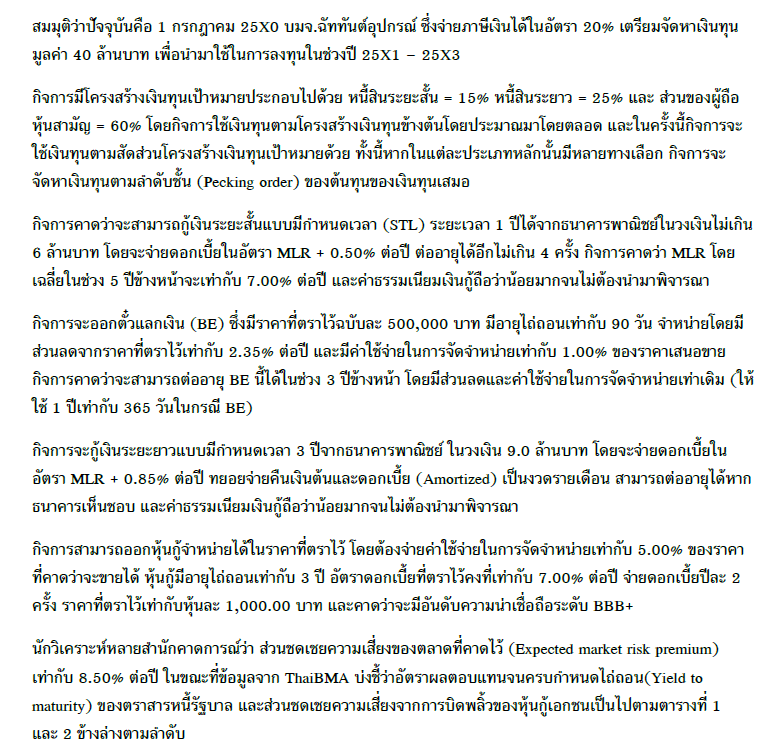 สมมุติว่าปัจจุบันคือ 1 กรกฎาคม 25X0 บมจ.ฉัททันต์อุปกรณ์ ซึ่งจ่ายภาษีเงินได้ในอัตรา 20% เตรียมจัดหาเงินทุน
มูลค่า 40 ล้านบาท เพื่อนำมาใช้ในการลงทุนในช่วงปี 25X1 – 25X3
กิจการมีโครงสร้างเงินทุนเป้าหมายประกอบไปด้วย หนี้สินระยะสั้น = 15% หนี้สินระยะยาว = 25% และ ส่วนของผู้ถือ
หุ้นสามัญ = 60% โดยกิจการใช้เงินทุนตามโครงสร้างเงินทุนข้างต้นโดยประมาณมาโดยตลอด และในครั้งนี้กิจการจะ
ใช้เงินทุนตามสัดส่วนโครงสร้างเงินทุนเป้าหมายด้วย ทั้งนี้หากในแต่ละประเภทหลักนั้นมีหลายทางเลือก กิจการจะ
จัดหาเงินทุนตามลำดับชั้น (Pecking order) ของต้นทุนของเงินทุนเสมอ
กิจการคาดว่าจะสามารถกู้เงินระยะสั้นแบบมีกำหนดเวลา (STL) ระยะเวลา 1 ปีได้จากธนาคารพาณิชย์ในวงเงินไม่เกิน
6 ล้านบาท โดยจะจ่ายดอกเบี้ยในอัตรา MLR + 0.50% ต่อปี ต่ออายุได้อีกไม่เกิน 4 ครั้ง กิจการคาดว่า MLR โดย
เฉลี่ยในช่วง 5 ปีข้างหน้าจะเท่ากับ 7.00% ต่อปี และค่าธรรมเนียมเงินกู้ถือว่าน้อยมากจนไม่ต้องนำมาพิจารณา
กิจการจะออกตั๋วแลกเงิน (BE) ซึ่งมีราคาที่ตราไว้ฉบับละ 500,000 บาท มีอายุไถ่ถอนเท่ากับ 90 วัน จำหน่ายโดยมี
ส่วนลดจากราคาที่ตราไว้เท่ากับ 2.35% ต่อปี และมีค่าใช้จ่ายในการจัดจำหน่ายเท่ากับ 1.00% ของราคาเสนอขาย
กิจการคาดว่าจะสามารถต่ออายุ BE นี้ได้ในช่วง 3 ปีข้างหน้า โดยมีส่วนลดและค่าใช้จ่ายในการจัดจำหน่ายเท่าเดิม (ให้
ใช้ 1 ปีเท่ากับ 365 วันในกรณี BE)
กิจการจะกู้เงินระยะยาวแบบมีกำหนดเวลา 3 ปีจากธนาคารพาณิชย์ ในวงเงิน 9.0 ล้านบาท โดยจะจ่ายดอกเบี้ยใน
อัตรา MLR + 0.85% ต่อปี ทยอยจ่ายคืนเงินต้นและดอกเบี้ย (Amortized) เป็นงวดรายเดือน สามารถต่ออายุได้หาก
ธนาคารเห็นชอบ และค่าธรรมเนียมเงินกู้ถือว่าน้อยมากจนไม่ต้องนำมาพิจารณา
กิจการสามารถออกหุ้นกู้จำหน่ายได้ในราคาที่ตราไว้ โดยต้องจ่ายค่าใช้จ่ายในการจัดจำหน่ายเท่ากับ 5.00% ของราคา
ที่คาดว่าจะขายได้ หุ้นกู้มีอายุไถ่ถอนเท่ากับ 3 ปี อัตราดอกเบี้ยที่ตราไว้คงที่เท่ากับ 7.00% ต่อปี จ่ายดอกเบี้ยปีละ 2
ครั้ง ราคาที่ตราไว้เท่ากับหุ้นละ 1,000.00 บาท และคาดว่าจะมีอันดับความน่าเชื่อถือระดับ BBB+
นักวิเคราะห์หลายสำนักคาดการณ์ว่า ส่วนชดเชยความเสี่ยงของตลาดที่คาดไว้ (Expected market risk premium)
เท่ากับ 8.50% ต่อปี ในขณะที่ข้อมูลจาก ThaiBMA บ่งชี้ว่าอัตราผลตอบแทนจนครบกำหนดไถ่ถอน(Yield to
maturity) ของตราสารหนี้รัฐบาล และส่วนชดเชยความเสี่ยงจากการบิดพลิ้วของหุ้นกู้เอกชนเป็นไปตามตารางที่ 1
และ 2 ข้างล่างตามลำดับ